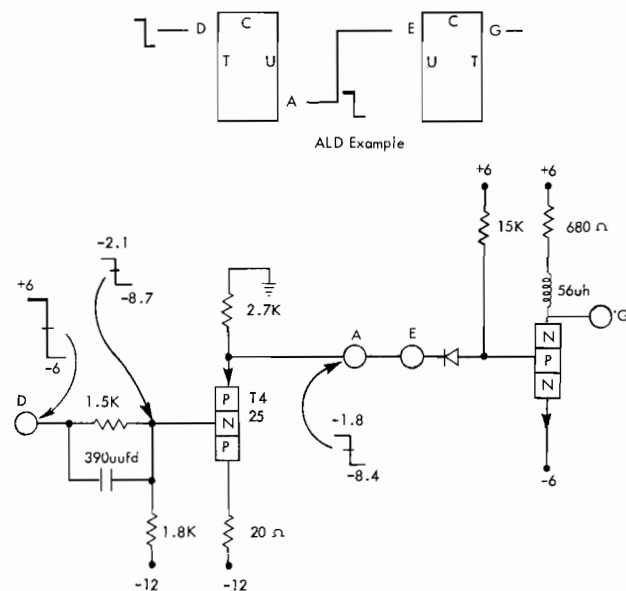 D
C
T U
A
E
C
G
U T
ALD Example
+6
+6
15K
680 Ω
56uh
G
-2.1
-8.7
+6
-6
2.7K
A
E
N
P
N
D
1.5K
390uufd
P
N
P
T4
25
-1.8
-8.4
-6
1.8K
20 Ω
-12
-12